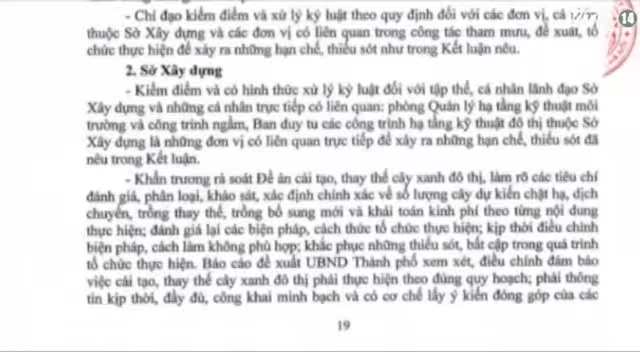 - Chỉ đạo kiểm điểm và xử lý kỷ luật theo quy định đối với các đơn vị, cá
thuộc Sở Xây dựng và các đơn vị có liên quan trong công tác tham mưu, đề xuất, tổ
chức thực hiện để xảy ra những hạn chế, thiếu sót như trong Kết luận nêu.
2. Sở Xây dựng
- Kiểm điểm và có hình thức xử lý kỷ luật đối với tập thể, cá nhân lãnh đạo Sở
Xây dựng và những cá nhân trực tiếp có liên quan: phòng Quản lý hạ tầng kỹ thuật môi
trường và công trình ngầm, Ban duy tu các công trình hạ tầng kỹ thuật đô thị thuộc Sở
Xây dựng là những đơn vị có liên quan trực tiếp để xảy ra những hạn chế, thiếu sót đã
nêu trong Kết luận.
- Khẩn trương rà soát Đề án cải tạo, thay thế cây xanh đô thị, làm rõ các tiêu chí
đánh giá, phân loại, khảo sát, xác định chính xác về số lượng cây dự kiến chặt hạ, dịch
chuyển, trồng thay thế, trồng bổ sung mới và khái toán kinh phí theo từng nội dung
thực hiện; đánh giá lại các biện pháp, cách thức tổ chức thực hiện; kịp thời điều chỉnh
biện pháp, cách làm không phù hợp; khắc phục những thiếu sót, bất cập trong quá trình
tổ chức thực hiện. Báo cáo đề xuất UBND Thành phố xem xét, điều chỉnh đảm bảo
việc cải tạo, thay thế cây xanh đô thị phải thực hiện theo đúng quy hoạch; phải thông
tin kịp thời, đầy đủ, công khai minh bạch và có cơ chế lấy ý kiến đóng góp của các
19
14